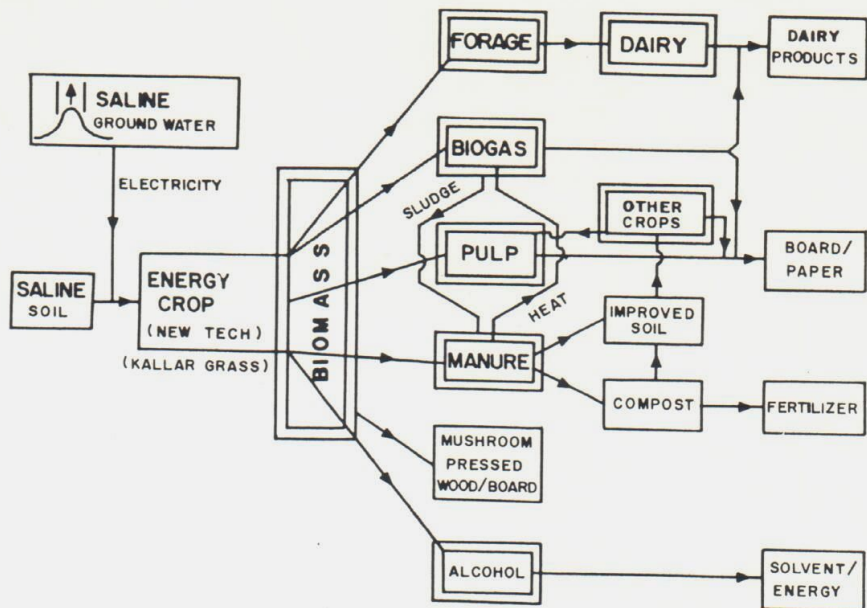 FORAGE
DAIRY
DAIRY
PRODUCTS
SALINE
GROUND WATER
ELECTRICITY
BIOGAS
SLUDGE
OTHER
CROPS
PULP
HEAT
BOARD/
PAPER
SALINE
SOIL
ENERGY
CROP
(NEW TECH)
(KALLAR GRASS)
BIOMASS
IMPROVED
SOIL
MANURE
COMPOST
FERTILIZER
MUSHROOM
PRESSED
WOOD/BOARD
ALCOHOL
SOLVENT/
ENERGY